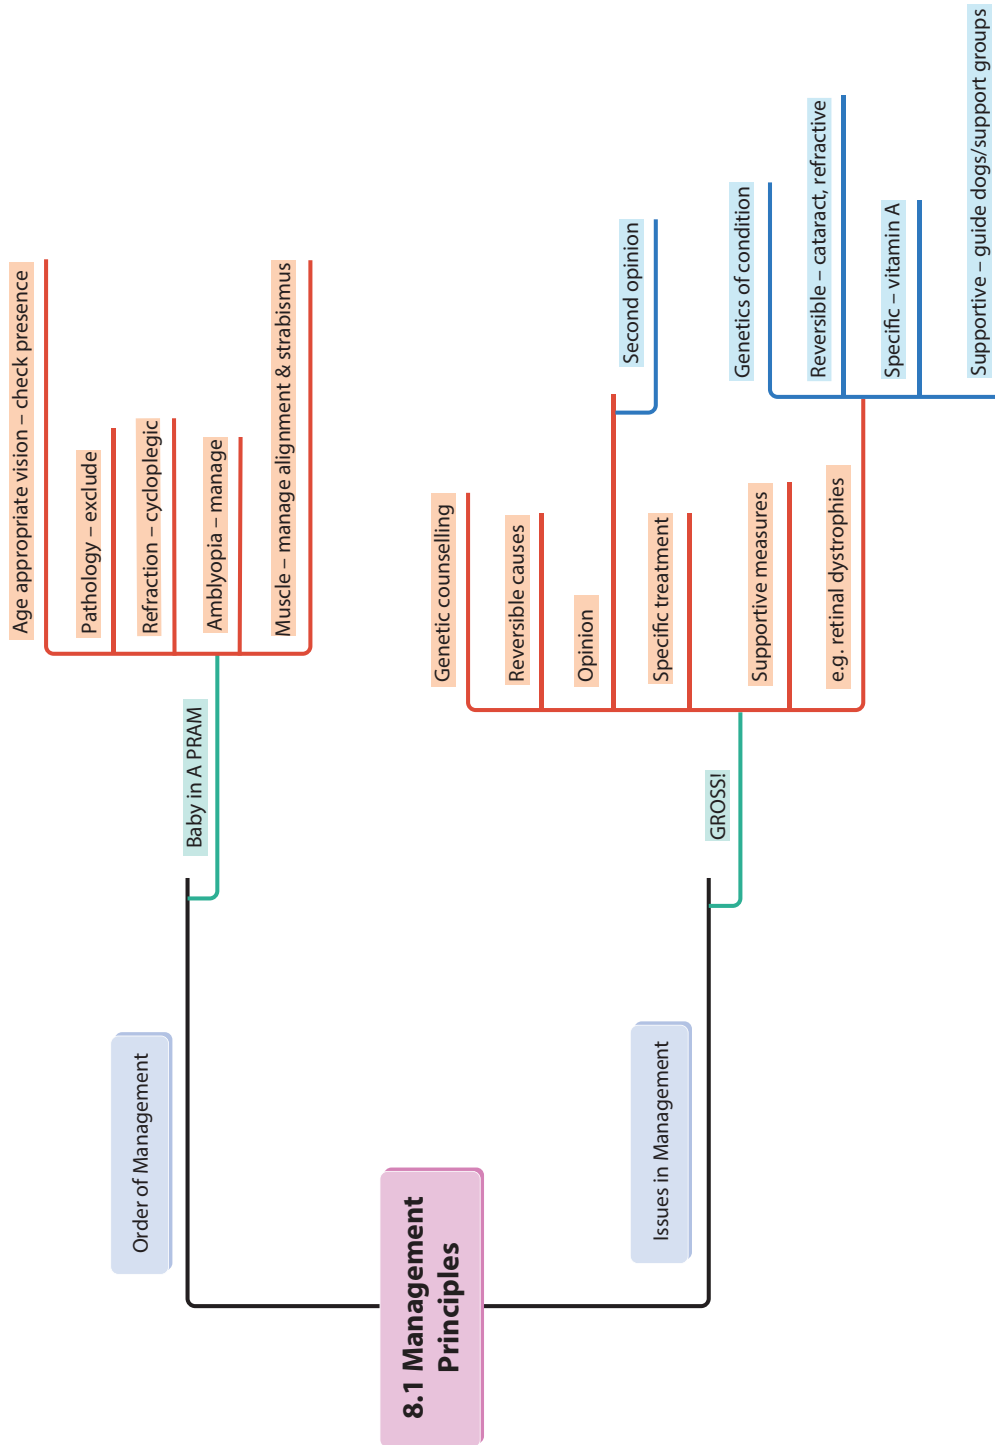 8.1 Management
Principles
Order of Management
Baby in A PRAM
Age appropriate vision – check presence
Pathology – exclude
Refraction – cycloplegic
Amblyopia – manage
Muscle – manage alignment & strabismus
Issues in Management
GROSS!
Genetic counselling
Reversible causes
Opinion
Second opinion
Specific treatment
Supportive measures
e.g. retinal dystrophies
Genetics of condition
Reversible – cataract, refractive
Specific – vitamin A
Supportive – guide dogs/support groups